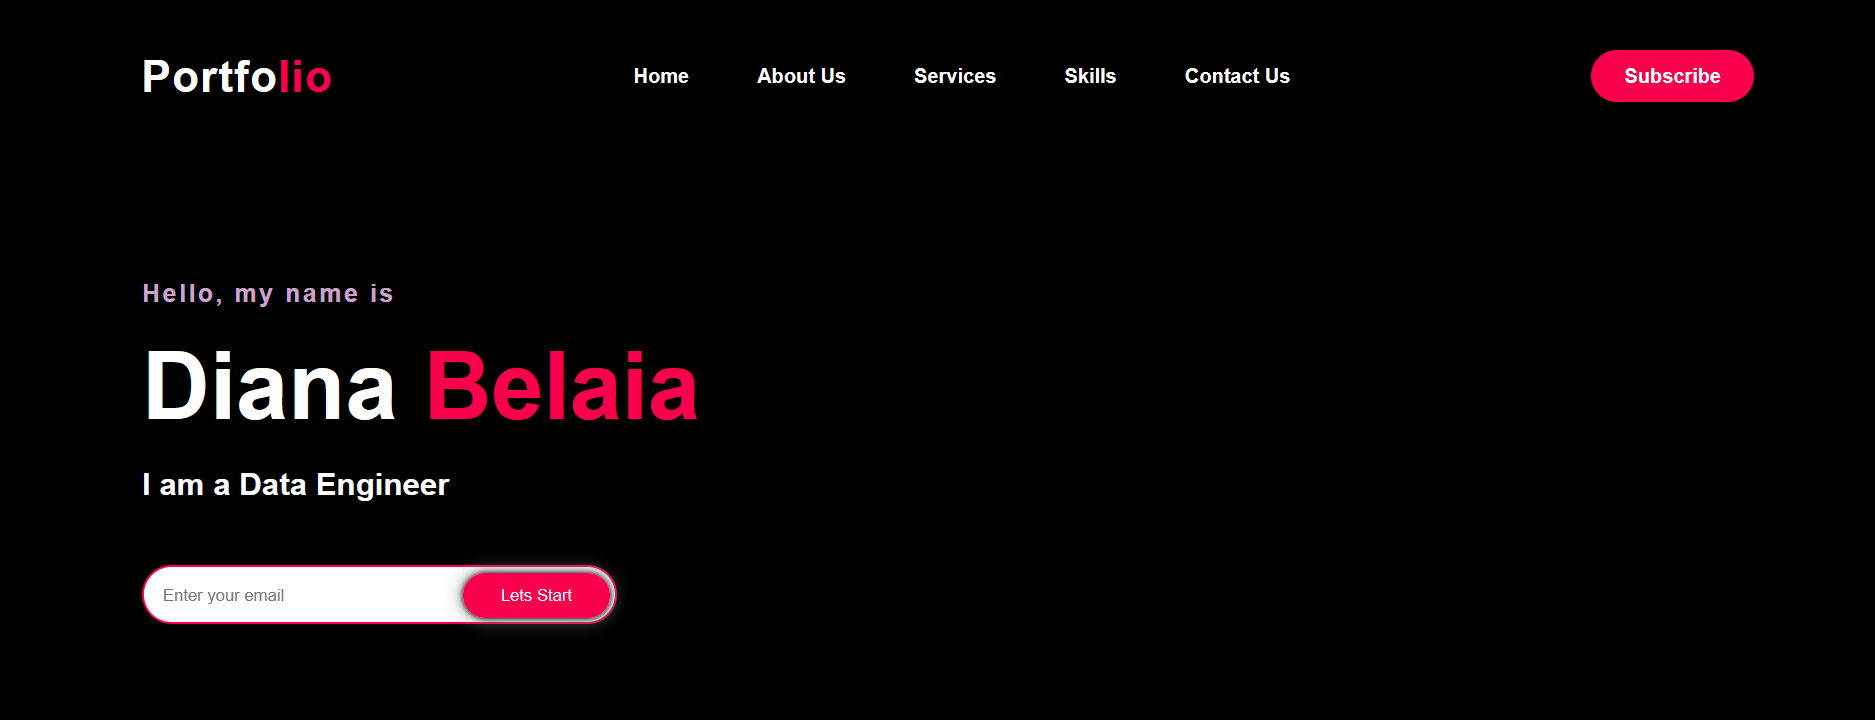 Portfolio
Home About Us Services Skills Contact Us
Subscribe
Hello, my name is
Diana Belaia
I am a Data Engineer
Enter your email
Lets Start